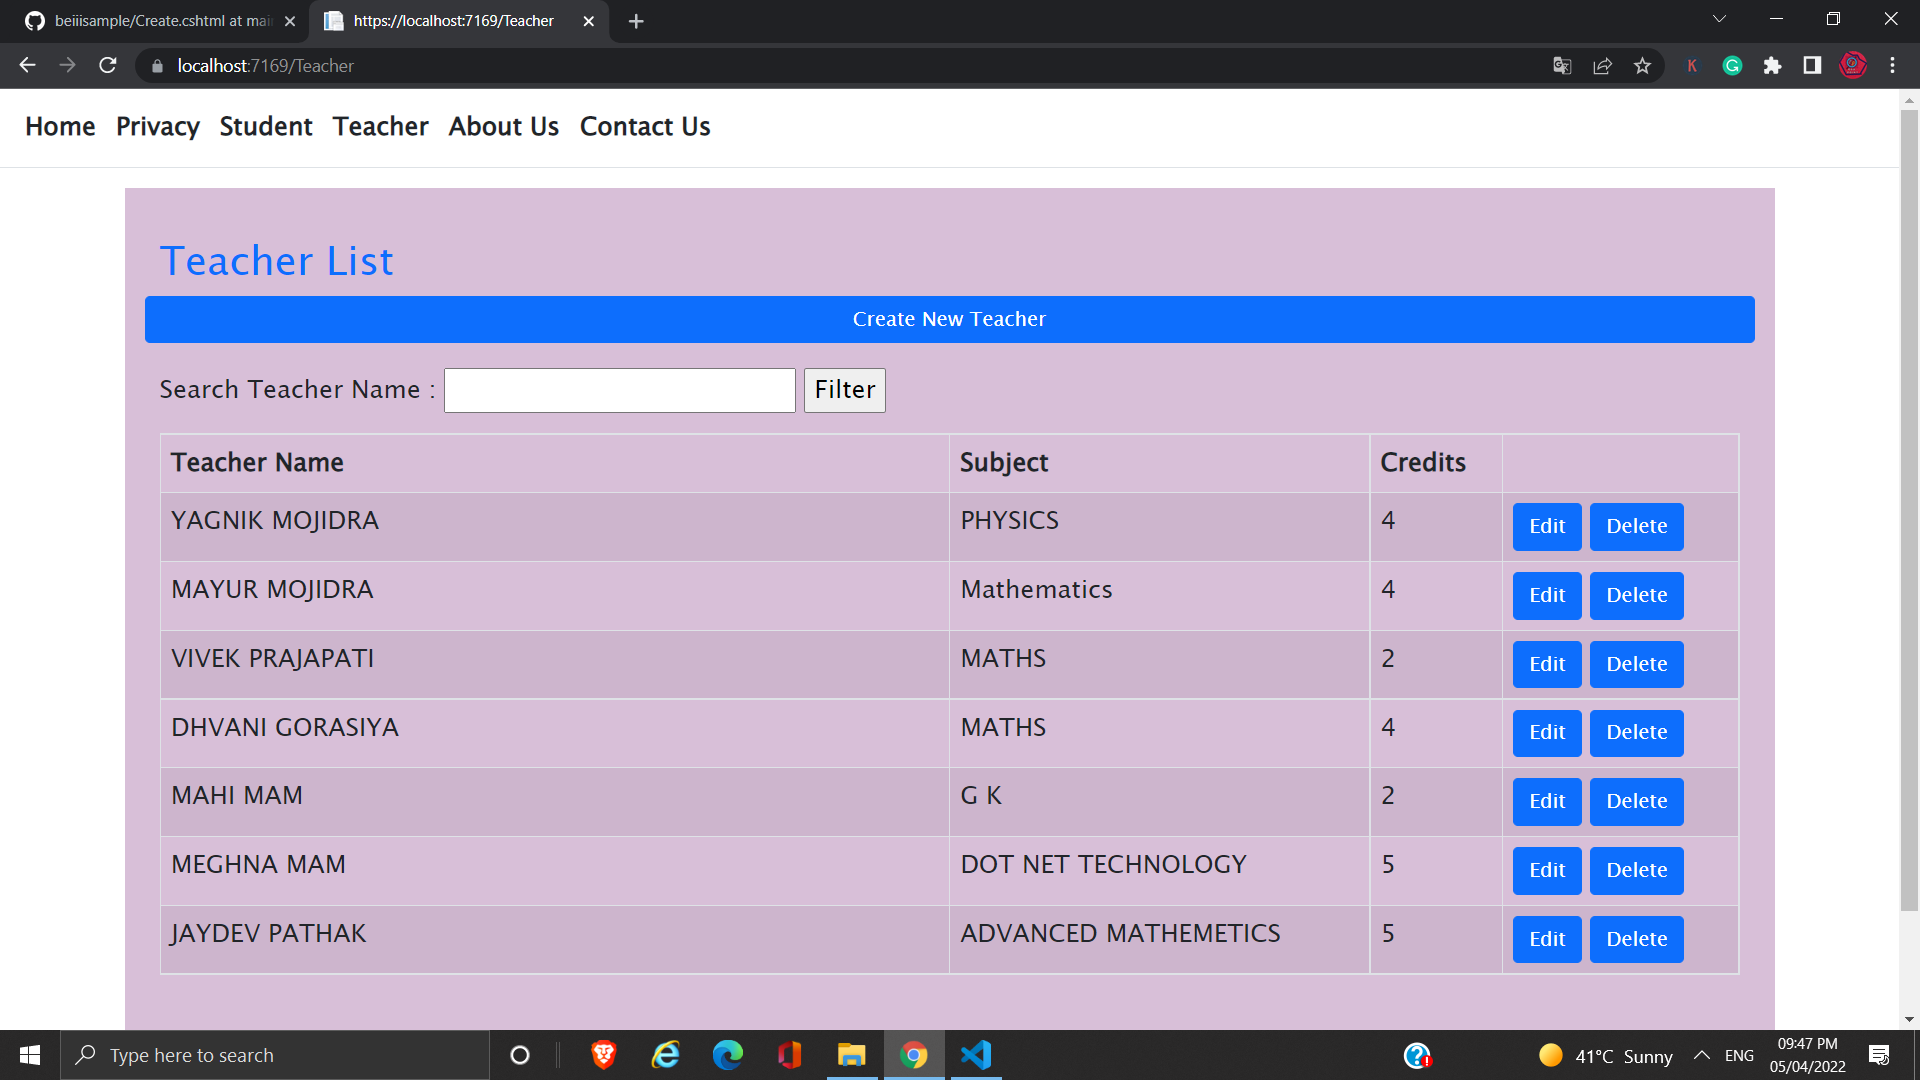 beiiisample/Create.cshtml at mai
https://localhost:7169/Teacher
localhost:7169/Teacher
Home Privacy Student Teacher About Us Contact Us
Teacher List
Create New Teacher
Search Teacher Name : Filter
Teacher Name Subject Credits
YAGNIK MOJIDRA PHYSICS 4 Edit Delete
MAYUR MOJIDRA Mathematics 4 Edit Delete
VIVEK PRAJAPATI MATHS 2 Edit Delete
DHVANI GORASIYA MATHS 4 Edit Delete
MAHI MAM G K 2 Edit Delete
MEGHNA MAM DOT NET TECHNOLOGY 5 Edit Delete
JAYDEV PATHAK ADVANCED MATHEMETICS 5 Edit Delete
Type here to search
41°C Sunny
ENG
09:47 PM
05/04/2022